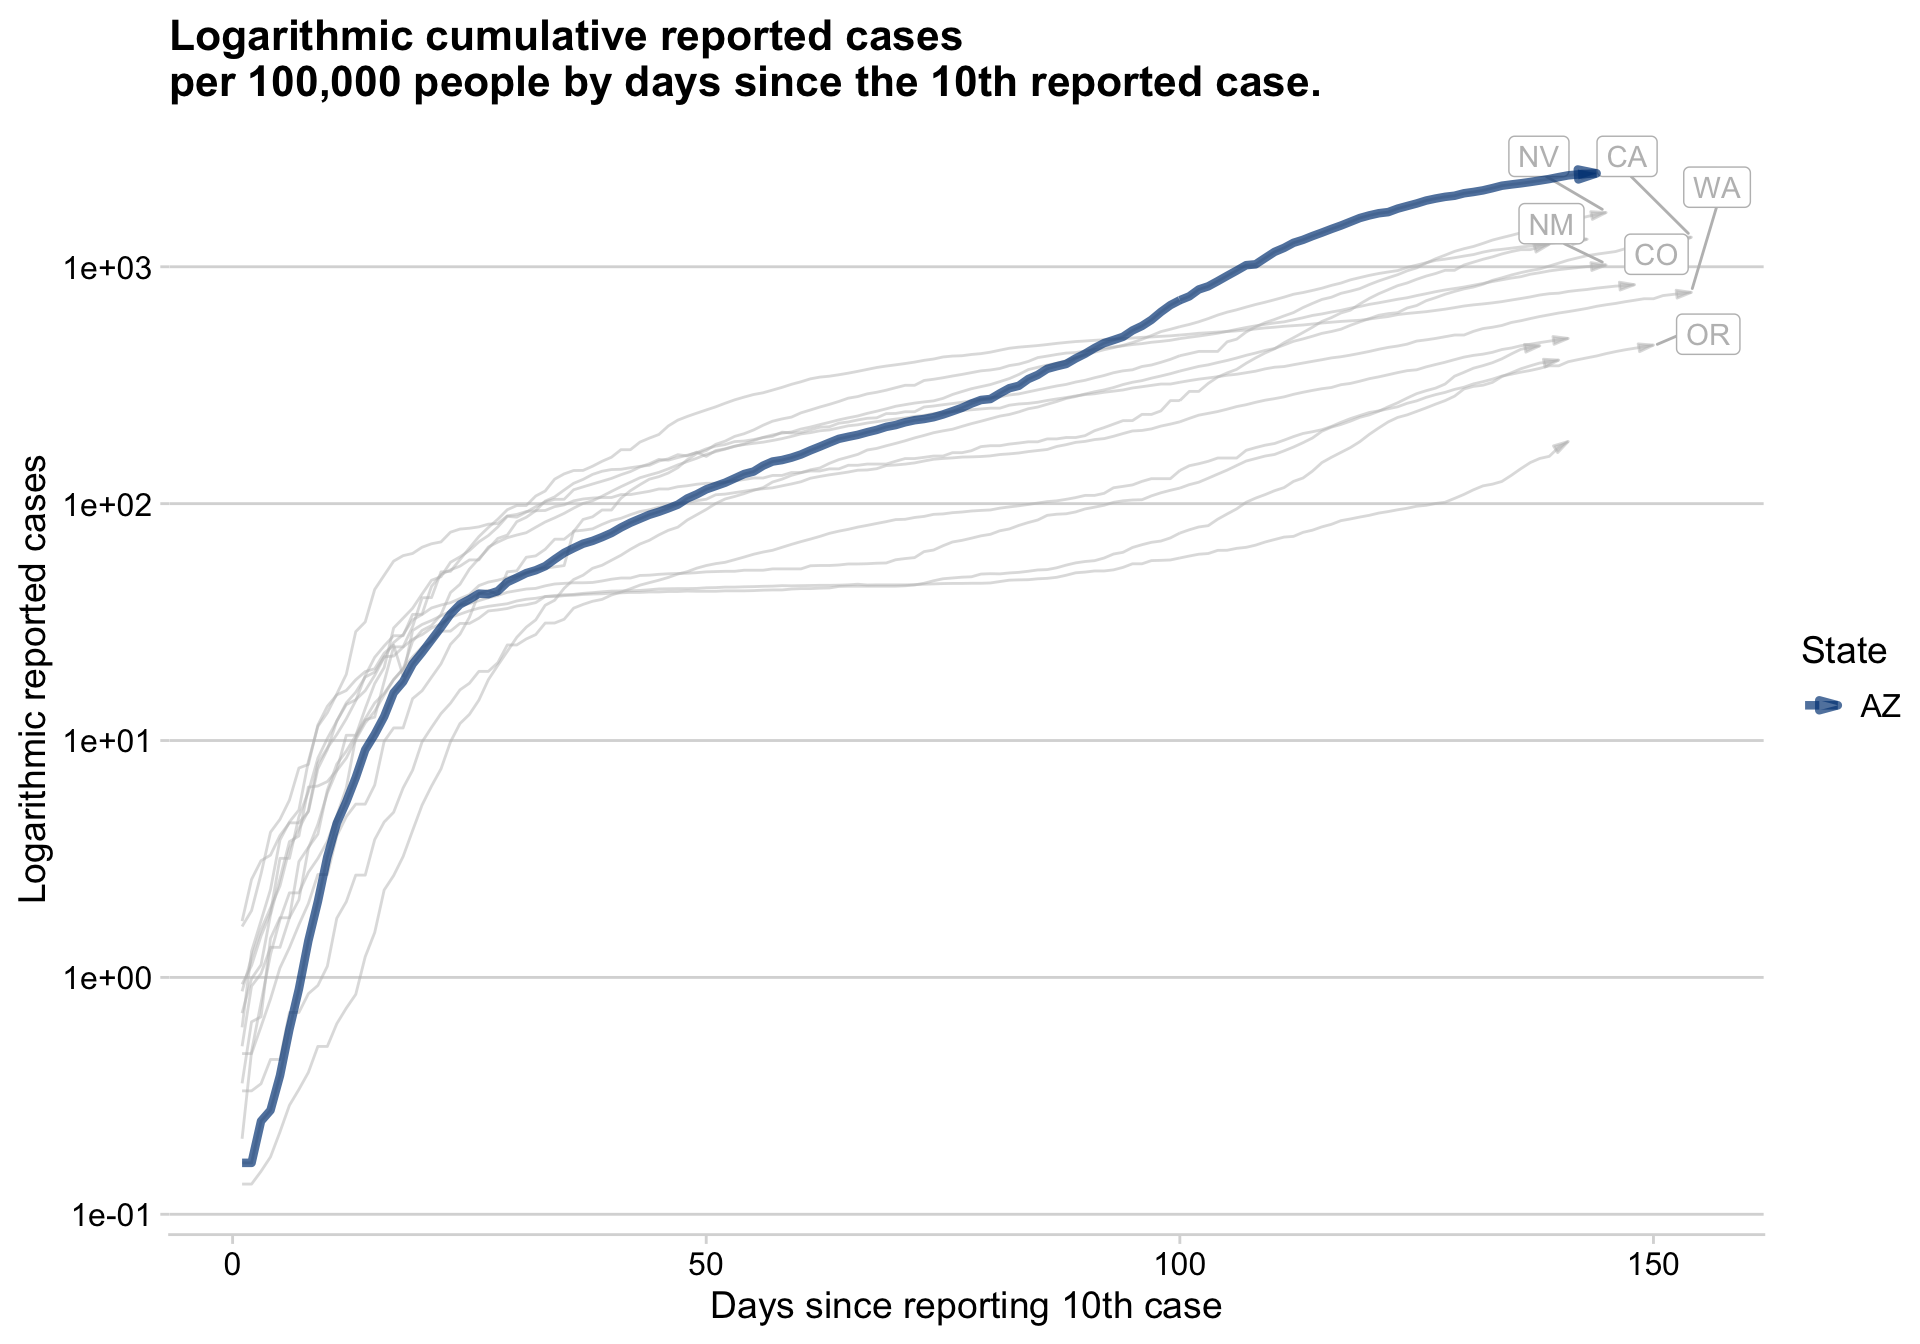 Logarithmic cumulative reported cases
per 100,000 people by days since the 10th reported case.
NV
CA
WA
NM
CO
OR
1e+03
1e+02
1e+01
1e+00
1e-01
Logarithmic reported cases
0
50
100
150
Days since reporting 10th case
State
AZ